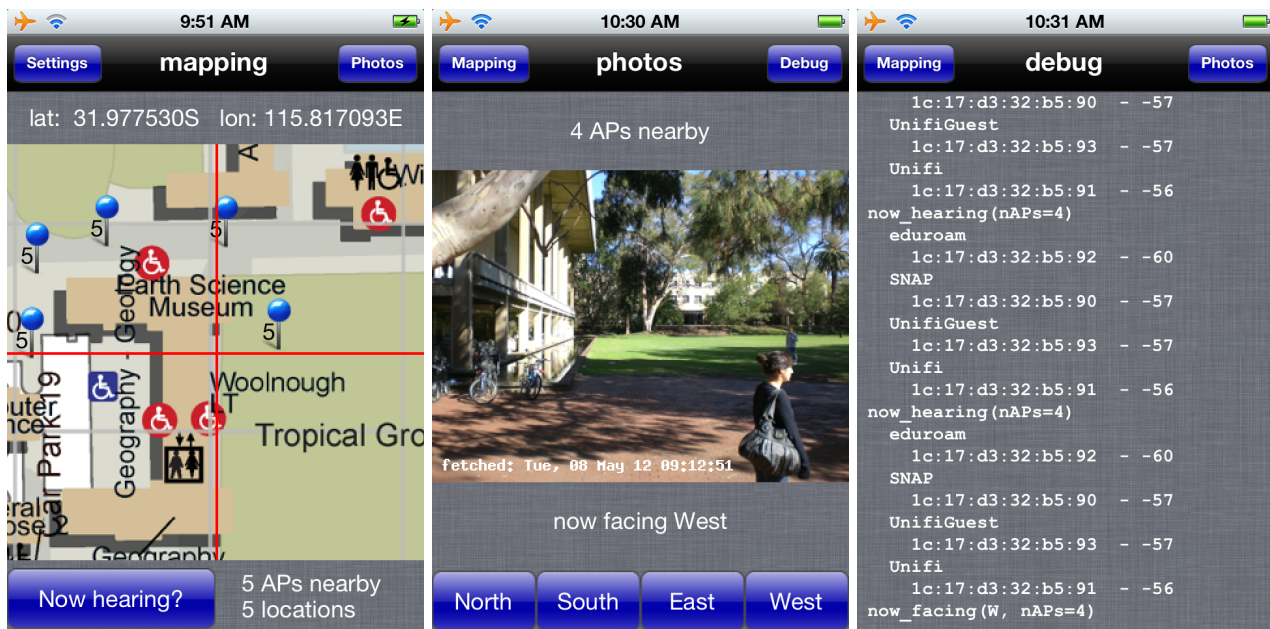 9:51 AM
Settings
mapping
Photos
lat: 31.977530S lon: 115.817093E
A
Wi
5
5
5
Earth Science
Museum
5
5
Geography - Geology
Car Park 19
Woolnough
LT
Tropical Gro
Geography
Now hearing?
5 APs nearby
5 locations
10:30 AM
Mapping
photos
Debug
4 APs nearby
fetched: Tue, 08 May 12 09:12:51
now facing West
North
South
East
West
10:31 AM
Mapping
debug
Photos
1c:17:d3:32:b5:90 - -57
UnifiGuest
1c:17:d3:32:b5:93 - -57
Unifi
1c:17:d3:32:b5:91 - -56
now_hearing(nAPs=4)
eduroam
1c:17:d3:32:b5:92 - -60
SNAP
1c:17:d3:32:b5:90 - -57
UnifiGuest
1c:17:d3:32:b5:93 - -57
Unifi
1c:17:d3:32:b5:91 - -56
now_hearing(nAPs=4)
eduroam
1c:17:d3:32:b5:92 - -60
SNAP
1c:17:d3:32:b5:90 - -57
UnifiGuest
1c:17:d3:32:b5:93 - -57
Unifi
1c:17:d3:32:b5:91 - -56
now_facing(W, nAPs=4)